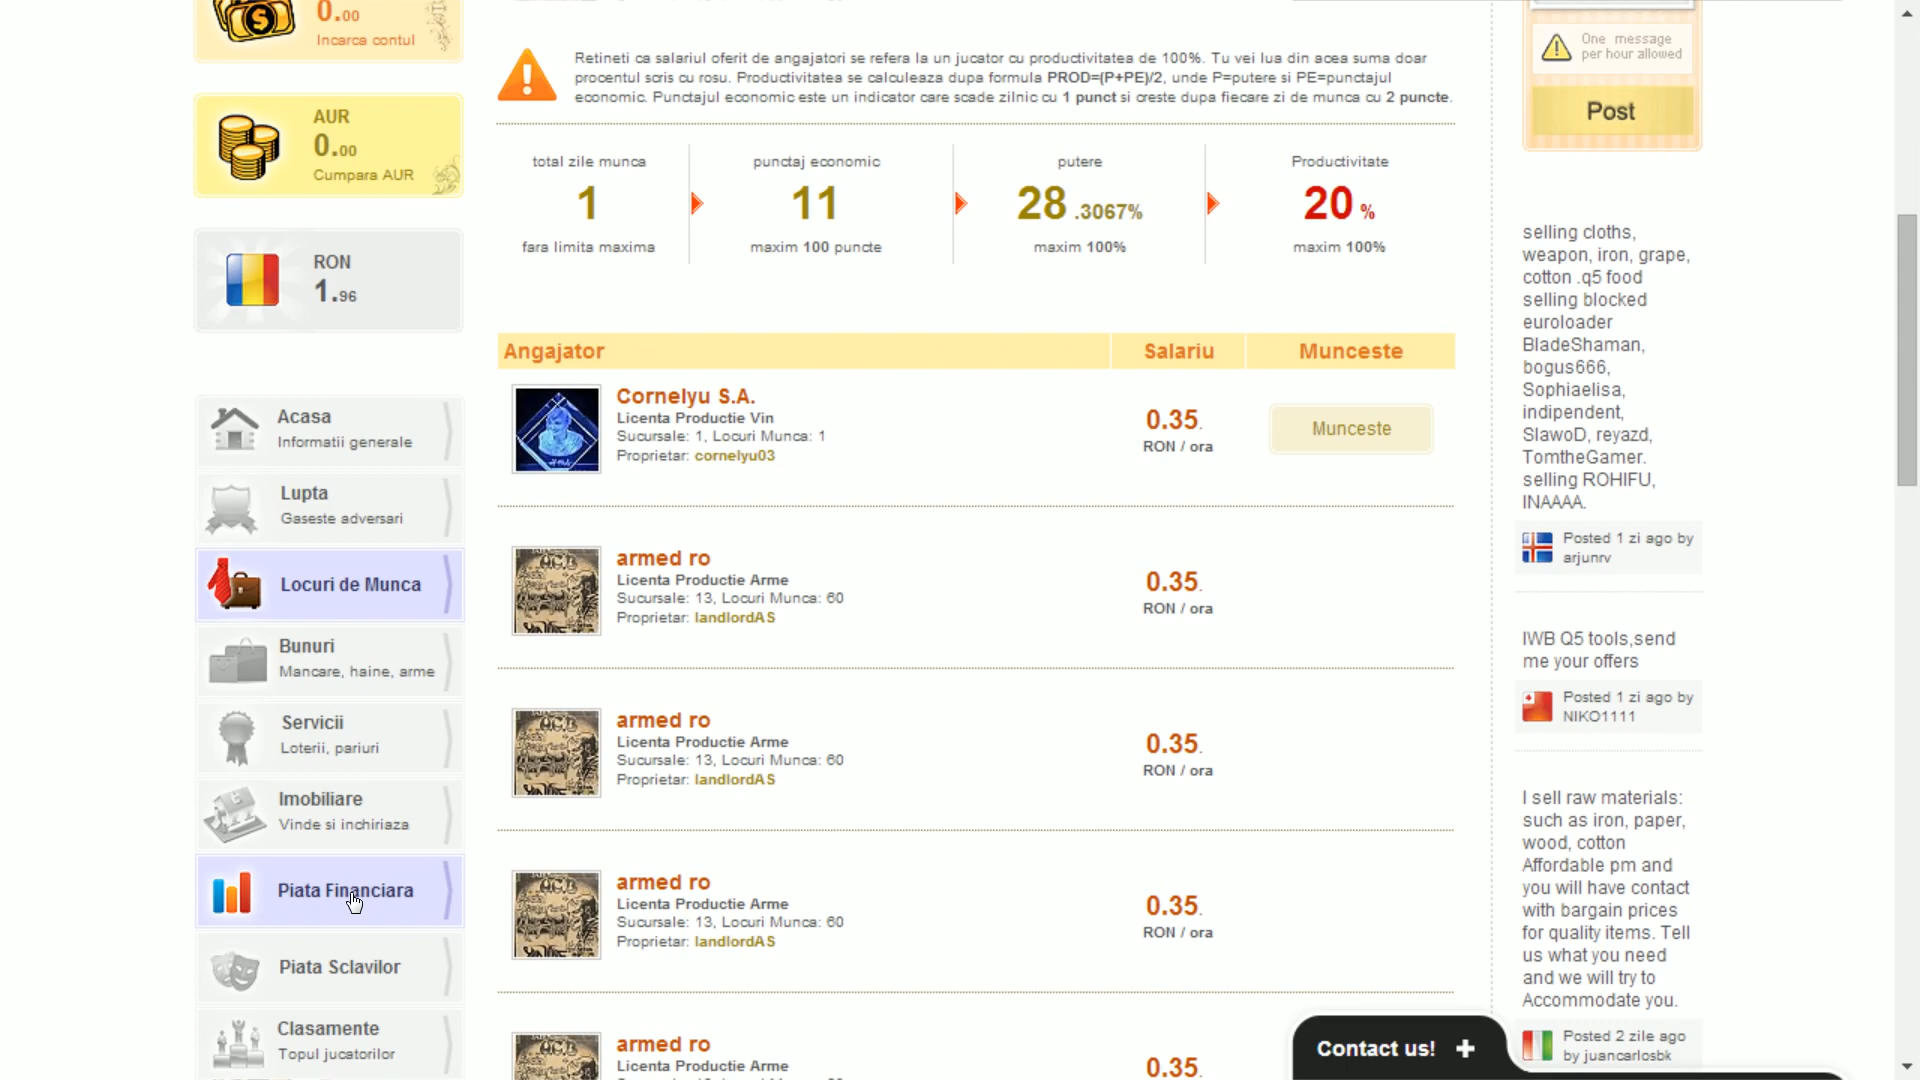 0.00
Incarca contul
AUR
0.00
Cumpara AUR
RON
1.96
Acasa
Informatii generale
Lupta
Gaseste adversari
Locuri de Munca
Bunuri
Mancare, haine, arme
Servicii
Loterii, pariuri
Imobiliare
Vinde si inchiriaza
Piata Financiara
Piata Sclavilor
Clasamente
Topul jucatorilor
Retineti ca salariul oferit de angajatori se refera la un jucator cu productivitatea de 100%. Tu vei lua din acea suma doar
procentul scris cu rosu. Productivitatea se calculeaza dupa formula PROD=(P+PE)/2, unde P=putere si PE=punctajul
economic. Punctajul economic este un indicator care scade zilnic cu 1 punct si creste dupa fiecare zi de munca cu 2 puncte.
total zile munca
1
fara limita maxima
punctaj economic
11
maxim 100 puncte
putere
28 .3067%
maxim 100%
Productivitate
20 %
maxim 100%
Angajator Salariu Munceste
Cornelyu S.A.
Licenta Productie Vin
Sucursale: 1, Locuri Munca: 1
Proprietar: cornelyu03
0.35.
RON / ora
Munceste
armed ro
Licenta Productie Arme
Sucursale: 13, Locuri Munca: 60
Proprietar: landlordAS
0.35.
RON / ora
armed ro
Licenta Productie Arme
Sucursale: 13, Locuri Munca: 60
Proprietar: landlordAS
0.35.
RON / ora
armed ro
Licenta Productie Arme
Sucursale: 13, Locuri Munca: 60
Proprietar: landlordAS
0.35.
RON / ora
armed ro
Licenta Productie Arme
0.35.
One message
per hour allowed
Post
selling cloths,
weapon, iron, grape,
cotton .q5 food
selling blocked
euroloader
BladeShaman,
bogus666,
Sophiaelisa,
indipendent,
SlawoD, reyazd,
TomtheGamer.
selling ROHIFU,
INAAAA.
Posted 1 zi ago by
arjunrv
IWB Q5 tools,send
me your offers
Posted 1 zi ago by
NIKO1111
I sell raw materials:
such as iron, paper,
wood, cotton
Affordable pm and
you will have contact
with bargain prices
for quality items. Tell
us what you need
and we will try to
Accommodate you.
Posted 2 zile ago
by juancarlosbk
Contact us! +